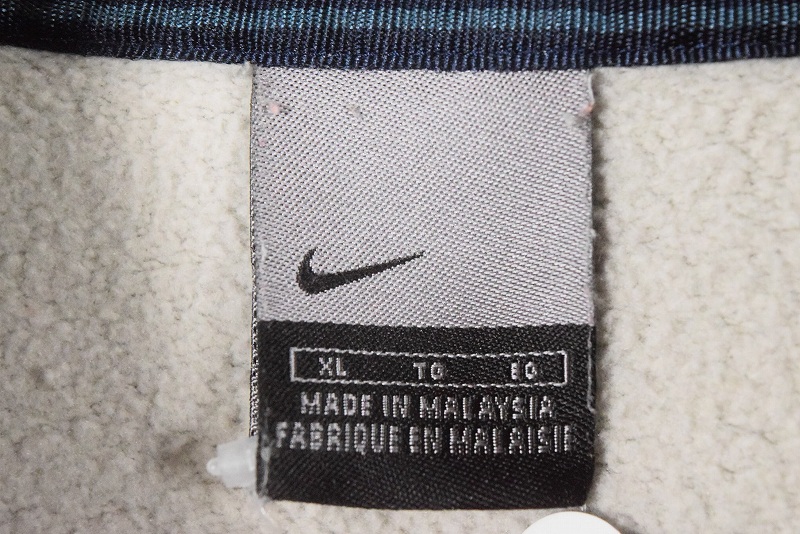 XL TG EG
MADE IN MALAYSIA
FABRIQUE EN MALAISIE